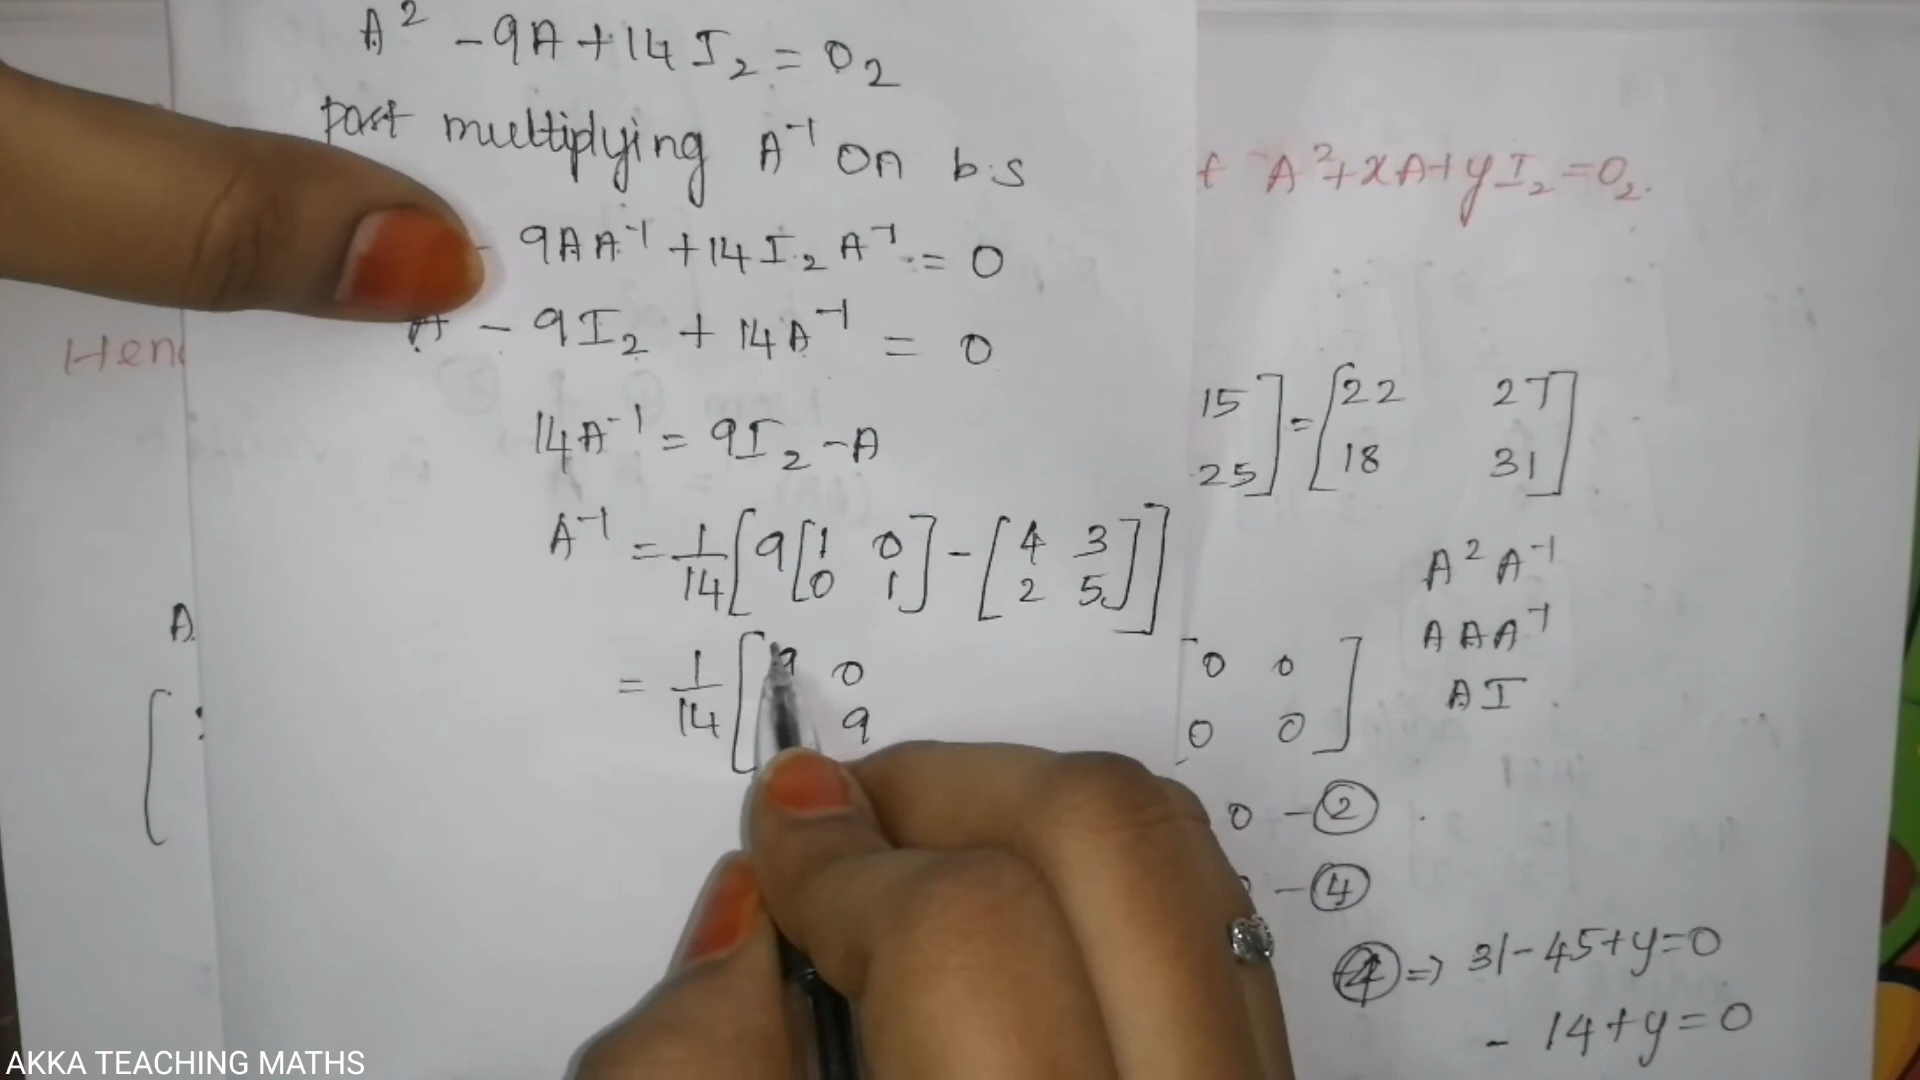 A² - 9A + 14 I₂ = O₂
Post multiplying A⁻¹ on b.s
- 9AA⁻¹ + 14 I₂ A⁻¹ = 0
A - 9I₂ + 14A⁻¹ = 0
14A⁻¹ = 9I₂ - A
A⁻¹ = 1/14 [9 [1 0
0 1] - [4 3
2 5]]
= 1/14 [9 0
9
A² + xA + yI₂ = O₂.
Hen
15
25] = [22 27
18 31]
A² A⁻¹
A A A⁻¹
A I
A
0 0
0 0]
0 - ②
- ④
④ ⇒ 31 - 45 + y = 0
- 14 + y = 0
AKKA TEACHING MATHS